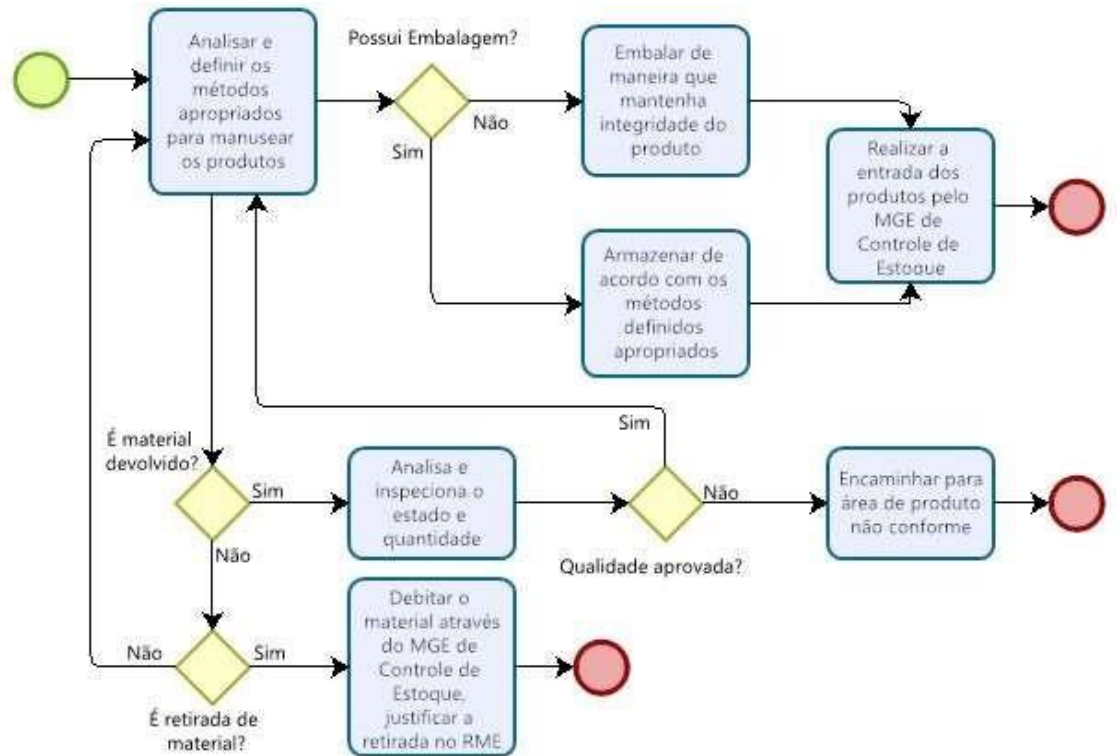 Analisar e
definir os
métodos
apropriados
para manusear
os produtos
Possui Embalagem?
Não
Sim
Embalar de
maneira que
mantenha
integridade do
produto
Realizar a
entrada dos
produtos pelo
MGE de
Controle de
Estoque
Armazenar de
acordo com os
métodos
definidos
apropriados
Sim
É material
devolvido?
Sim
Não
Analisa e
inspeciona o
estado e
quantidade
Não
Qualidade aprovada?
Encaminhar para
área de produto
não conforme
Não
Sim
É retirada de
material?
Debitar o
material através
do MGE de
Controle de
Estoque,
justificar a
retirada no RME